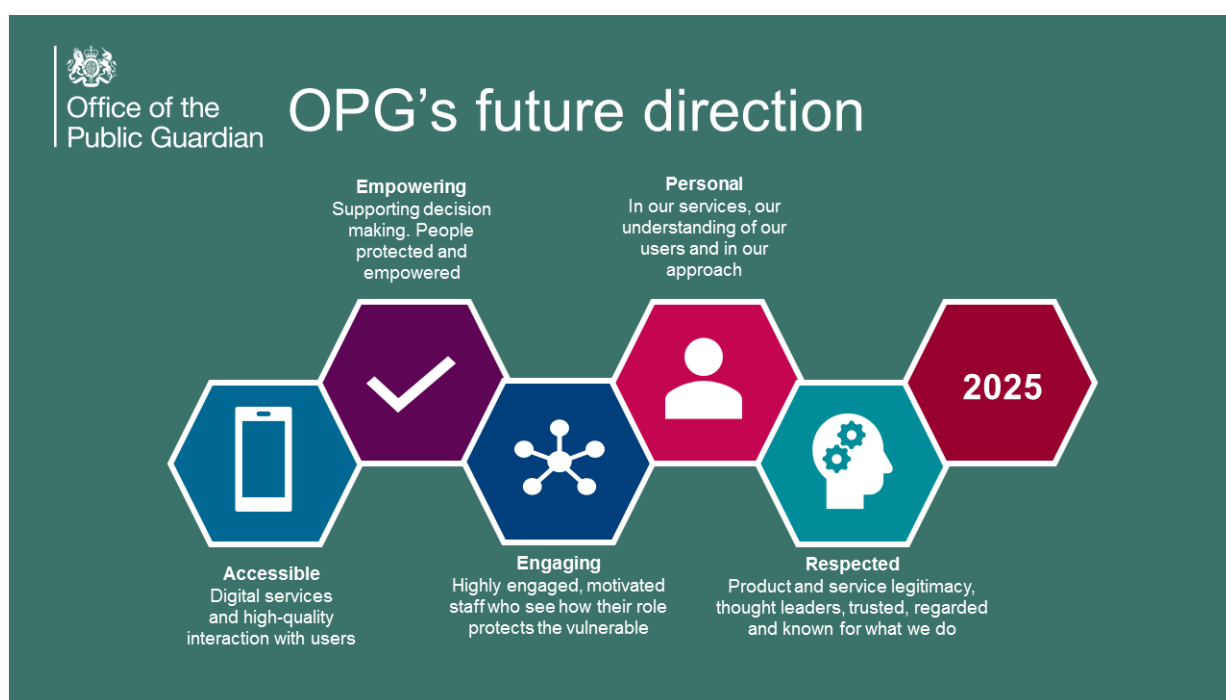 Office of the
Public Guardian
OPG's future direction
Empowering
Supporting decision
making. People
protected and
empowered
Personal
In our services, our
understanding of our
users and in our
approach
2025
Accessible
Digital services
and high-quality
interaction with users
Engaging
Highly engaged, motivated
staff who see how their role
protects the vulnerable
Respected
Product and service legitimacy,
thought leaders, trusted, regarded
and known for what we do